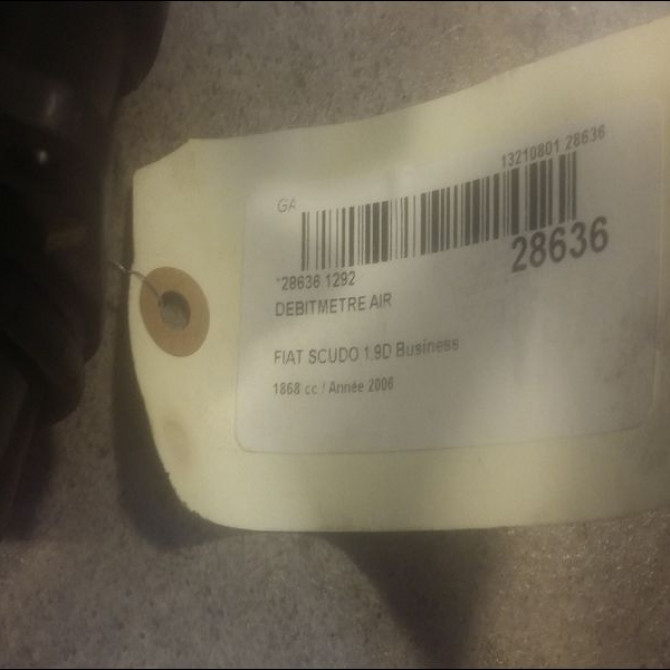 13210801 28636
GA
28636
*28636 1292
DEBITMETRE AIR
FIAT SCUDO 1.9D Business
1868 cc / Année 2006